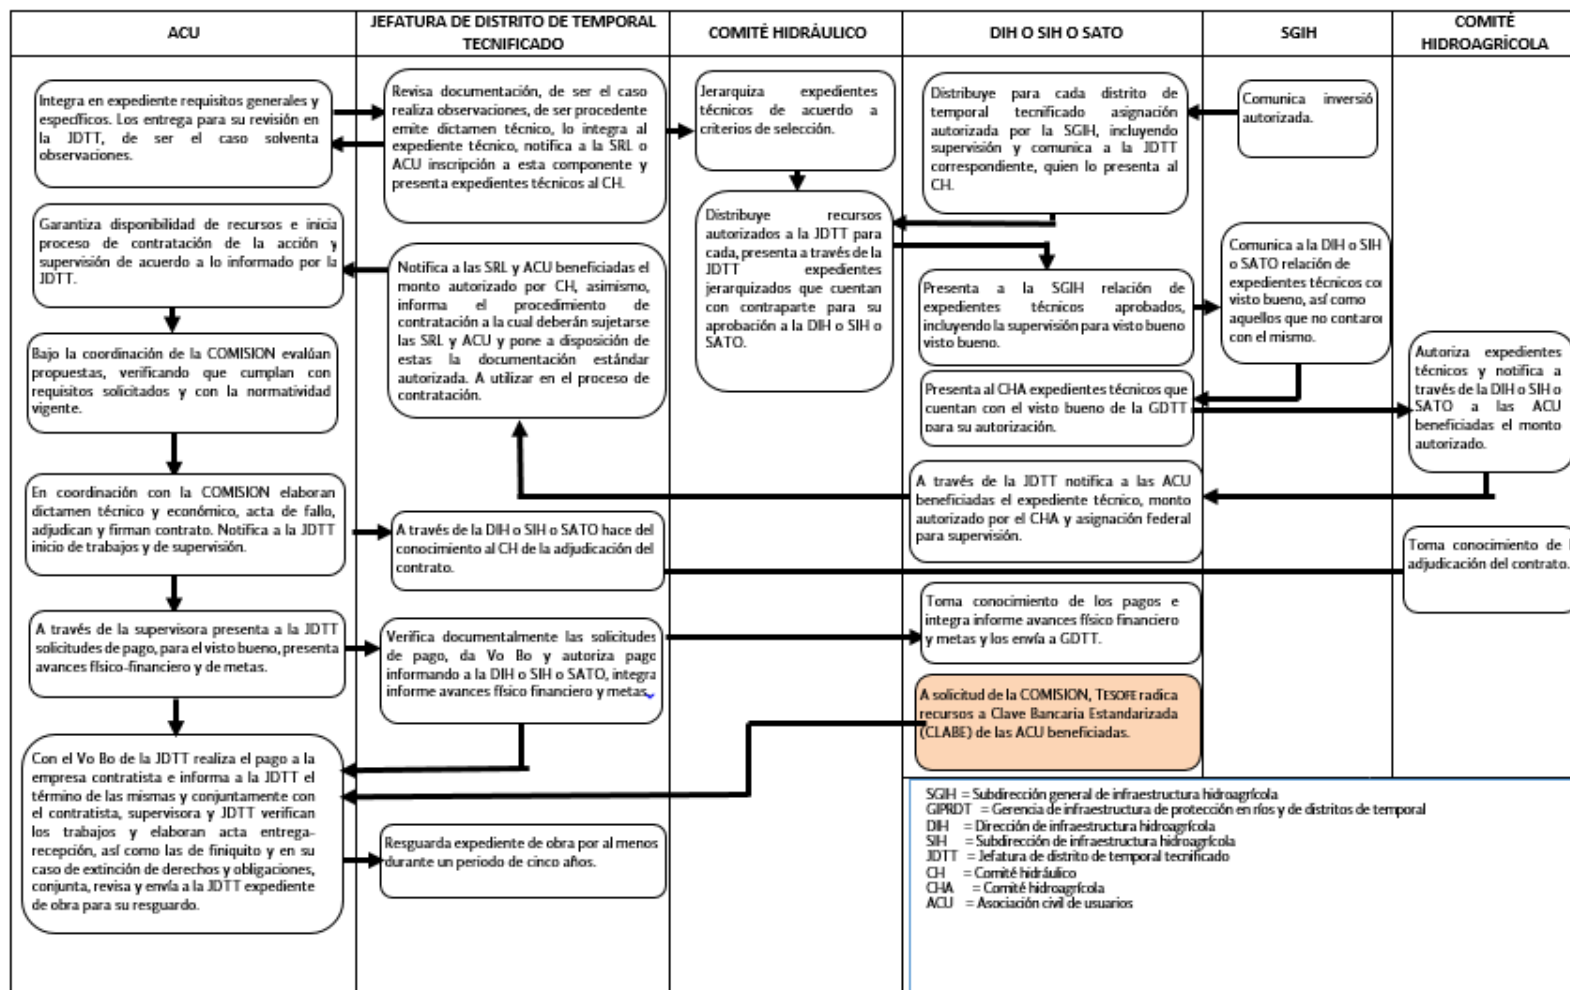 ACU
JEFATURA DE DISTRITO DE TEMPORAL
TECNIFICADO
COMITÉ HIDRÁULICO
DIH O SIH O SATO
SGIH
COMITÉ
HIDROAGRÍCOLA
Integra en expediente requisitos generales y
específicos. Los entrega para su revisión en
la JDTT, de ser el caso solventa
observaciones.
Garantiza disponibilidad de recursos e inicia
proceso de contratación de la acción y
supervisión de acuerdo a lo informado por la
JDTT.
Bajo la coordinación de la COMISION evalúan
propuestas, verificando que cumplan con
requisitos solicitados y con la normatividad
vigente.
En coordinación con la COMISION elaboran
dictamen técnico y económico, acta de fallo,
adjudican y firman contrato. Notifica a la JDTT
inicio de trabajos y de supervisión.
A través de la supervisora presenta a la JDTT
solicitudes de pago, para el visto bueno, presenta
avances físico-financiero y de metas.
Con el Vo Bo de la JDTT realiza el pago a la
empresa contratista e informa a la JDTT el
término de las mismas y conjuntamente con
el contratista, supervisora y JDTT verifican
los trabajos y elaboran acta entrega-
recepción, así como las de finiquito y en su
caso de extinción de derechos y obligaciones,
conjunta, revisa y envía a la JDTT expediente
de obra para su resguardo.
Revisa documentación, de ser el caso
realiza observaciones, de ser procedente
emite dictamen técnico, lo integra al
expediente técnico, notifica a la SRL o
ACU inscripción a esta componente y
presenta expedientes técnicos al CH.
Notifica a las SRL y ACU beneficiadas el
monto autorizado por CH, asimismo,
informa el procedimiento de
contratación a la cual deberán sujetarse
las SRL y ACU y pone a disposición de
estas la documentación estándar
autorizada. A utilizar en el proceso de
contratación.
A través de la DIH o SIH o SATO hace del
conocimiento al CH de la adjudicación del
contrato.
Verifica documentalmente las solicitudes
de pago, da Vo Bo y autoriza pago
informando a la DIH o SIH o SATO, integra
informe avances físico financiero y metas.
Resguarda expediente de obra por al menos
durante un periodo de cinco años.
Jerarquiza expedientes
técnicos de acuerdo a
criterios de selección.
Distribuye recursos
autorizados a la JDTT para
cada, presenta a través de la
JDTT expedientes
jerarquizados que cuentan
con contraparte para su
aprobación a la DIH o SIH o
SATO.
Distribuye para cada distrito de
temporal tecnificado asignación
autorizada por la SGIH, incluyendo
supervisión y comunica a la JDTT
correspondiente, quien lo presenta al
CH.
Presenta a la SGIH relación de
expedientes técnicos aprobados,
incluyendo la supervisión para visto bueno
visto bueno.
Presenta al CHA expedientes técnicos que
cuentan con el visto bueno de la GDTT
para su autorización.
A través de la JDTT notifica a las ACU
beneficiadas el expediente técnico, monto
autorizado por el CHA y asignación federal
para supervisión.
Toma conocimiento de los pagos e
integra informe avances físico financiero
y metas y los envía a GDTT.
A solicitud de la COMISION, TESOFE radica
recursos a Clave Bancaria Estandarizada
(CLABE) de las ACU beneficiadas.
Comunica inversió
autorizada.
Comunica a la DIH o SIH
o SATO relación de
expedientes técnicos co
visto bueno, así como
aquellos que no contaro
con el mismo.
Autoriza expedientes
técnicos y notifica a
través de la DIH o SIH o
SATO a las ACU
beneficiadas el monto
autorizado.
Toma conocimiento de
adjudicación del contrato.
SGIH = Subdirección general de infraestructura hidroagrícola
GIPRDT = Gerencia de infraestructura de protección en ríos y de distritos de temporal
DIH = Dirección de infraestructura hidroagrícola
SIH = Subdirección de infraestructura hidroagrícola
JDTT = Jefatura de distrito de temporal tecnificado
CH = Comité hidráulico
CHA = Comité hidroagrícola
ACU = Asociación civil de usuarios